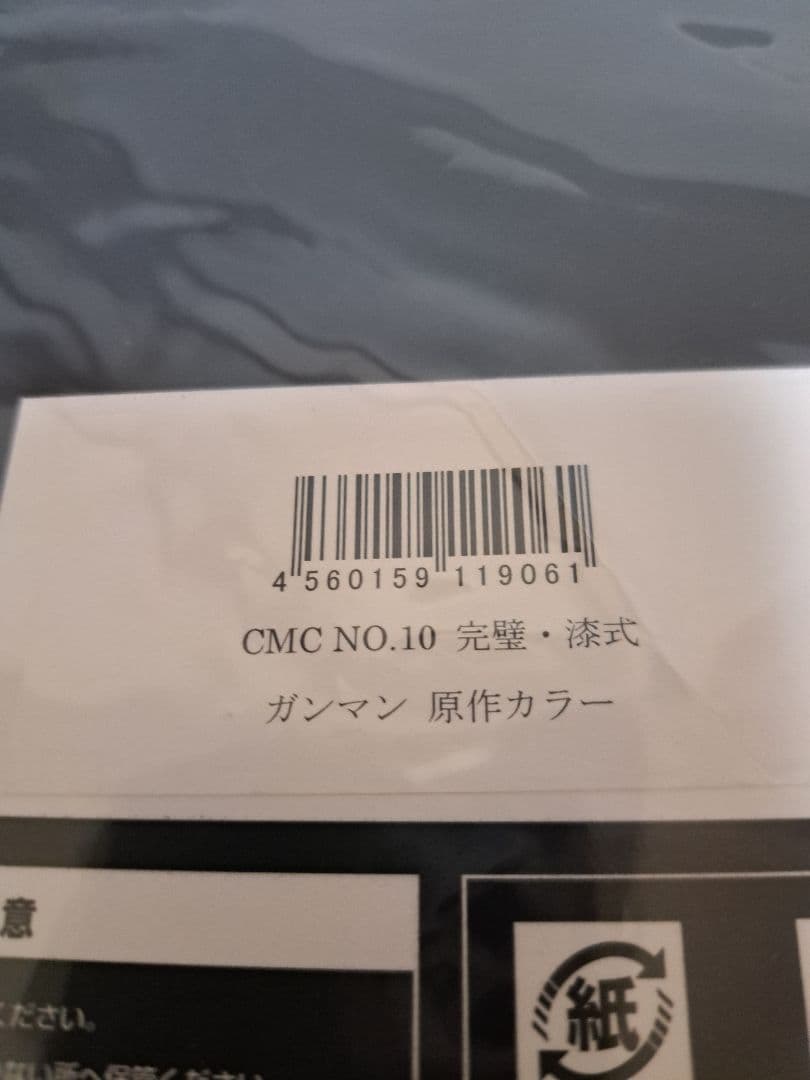 4 560159 119061
CMC NO.10 完璧・漆式
ガンマン 原作カラー
意
ください。
紙